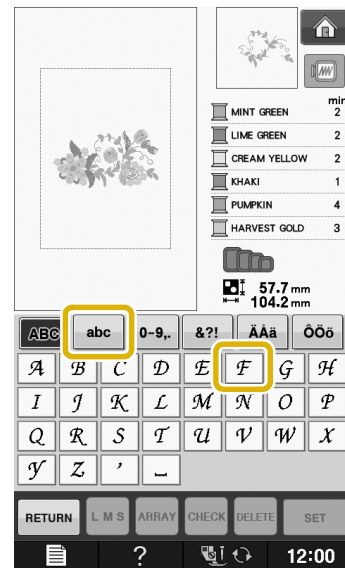 min
MINT GREEN 2
LIME GREEN 2
CREAM YELLOW 2
KHAKI 1
PUMPKIN 4
HARVEST GOLD 3
57.7 mm
104.2 mm
ABC abc 0~9,. &?! ÄÅä ÔÖö
A B C D E F G H
I J K L M N O P
Q R S T U V W X
Y Z ’ _
RETURN L M S ARRAY CHECK DELETE SET
? 12:00